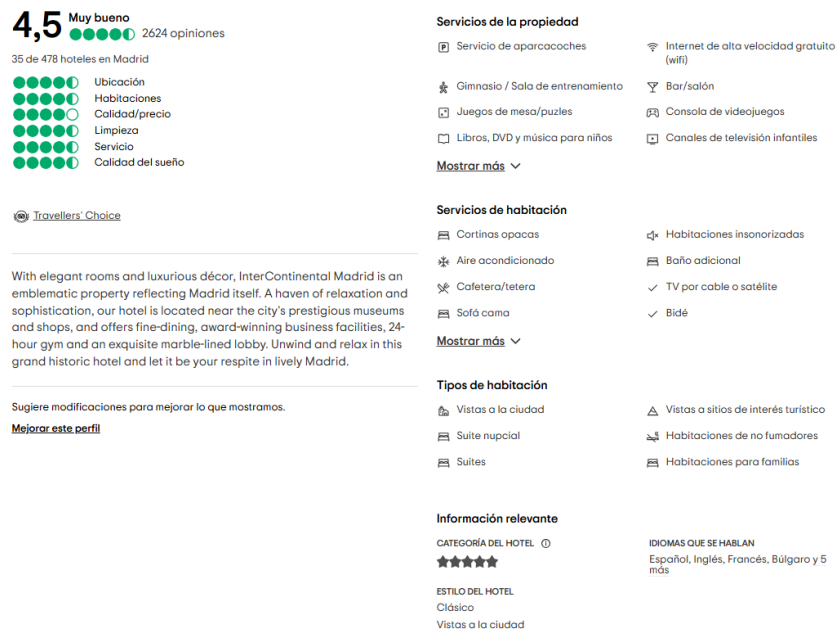 4,5 Muy bueno
2624 opiniones
35 de 478 hoteles en Madrid
Ubicación
Habitaciones
Calidad/precio
Limpieza
Servicio
Calidad del sueño
Travellers' Choice
With elegant rooms and luxurious décor, InterContinental Madrid is an
emblematic property reflecting Madrid itself. A haven of relaxation and
sophistication, our hotel is located near the city's prestigious museums
and shops, and offers fine-dining, award-winning business facilities, 24-
hour gym and an exquisite marble-lined lobby. Unwind and relax in this
grand historic hotel and let it be your respite in lively Madrid.
Sugiere modificaciones para mejorar lo que mostramos.
Mejorar este perfil
Servicios de la propiedad
Servicio de aparcacoches
Internet de alta velocidad gratuito
(wifi)
Gimnasio / Sala de entrenamiento
Bar/salón
Juegos de mesa/puzles
Consola de videojuegos
Libros, DVD y música para niños
Canales de televisión infantiles
Mostrar más
Servicios de habitación
Cortinas opacas
Habitaciones insonorizadas
Aire acondicionado
Baño adicional
Cafetera/tetera
TV por cable o satélite
Sofá cama
Bidé
Mostrar más
Tipos de habitación
Vistas a la ciudad
Vistas a sitios de interés turístico
Suite nupcial
Habitaciones de no fumadores
Suites
Habitaciones para familias
Información relevante
CATEGORÍA DEL HOTEL
IDIOMAS QUE SE HABLAN
Español, Inglés, Francés, Búlgaro y 5
más
ESTILO DEL HOTEL
Clásico
Vistas a la ciudad